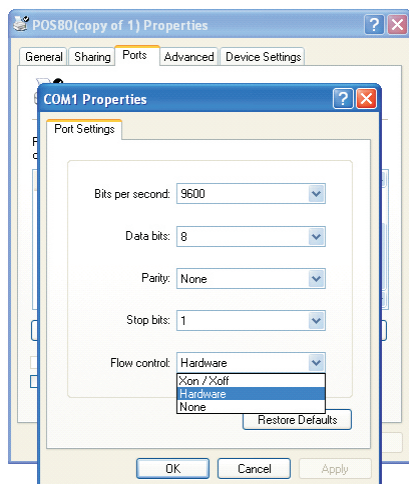 POS80(copy of 1) Properties
General Sharing Ports Advanced Device Settings
COM1 Properties
Port Settings
Bits per second: 9600
Data bits: 8
Parity: None
Stop bits: 1
Flow control: Hardware
Xon / Xoff
Hardware
None
Restore Defaults
OK Cancel Apply